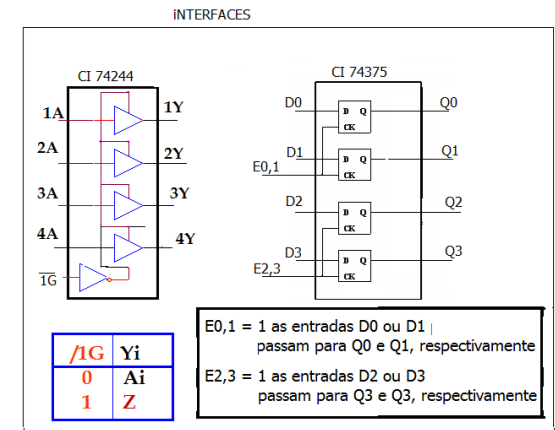 iNTERFACES
CI 74244
1A
1Y
2A
2Y
3A
3Y
4A
4Y
1G
CI 74375
D0
D Q
CK
Q0
D1
D Q
CK
Q1
E0,1
D2
D Q
CK
Q2
D3
D Q
CK
Q3
E2,3
/1G Yi
0 Ai
1 Z
E0,1 = 1 as entradas D0 ou D1
passam para Q0 e Q1, respectivamente
E2,3 = 1 as entradas D2 ou D3
passam para Q3 e Q3, respectivamente